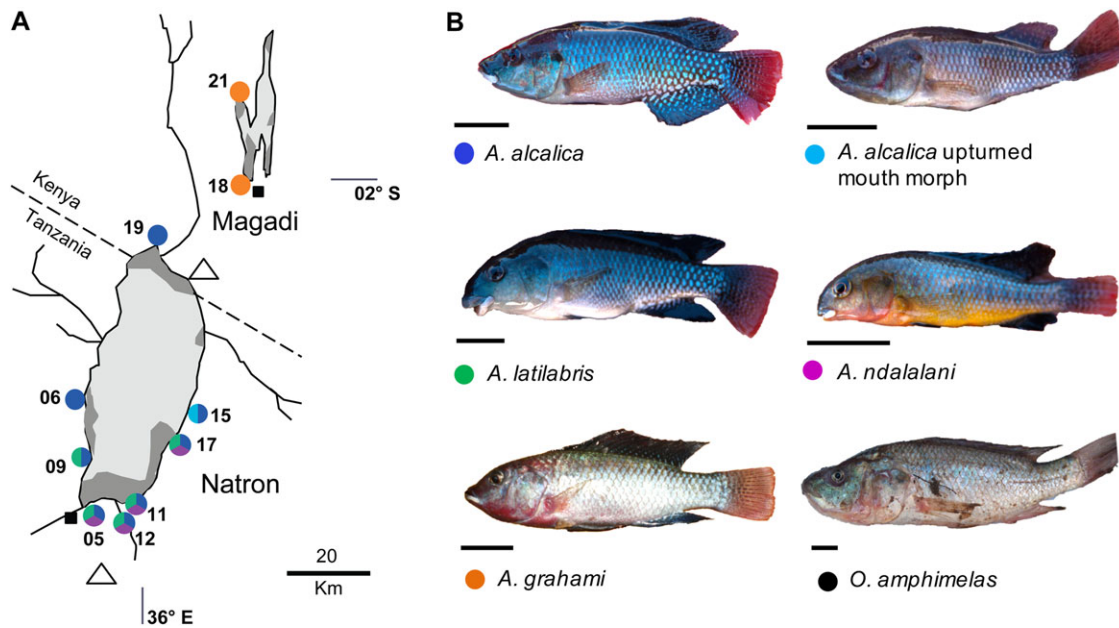 A
21
18
02° S
Magadi
Kenya
Tanzania
19
06
15
17
09
Natron
11
05
12
20
Km
36° E
B
A. alcalica
A. alcalica upturned
mouth morph
A. latilabris
A. ndalalani
A. grahami
O. amphimelas